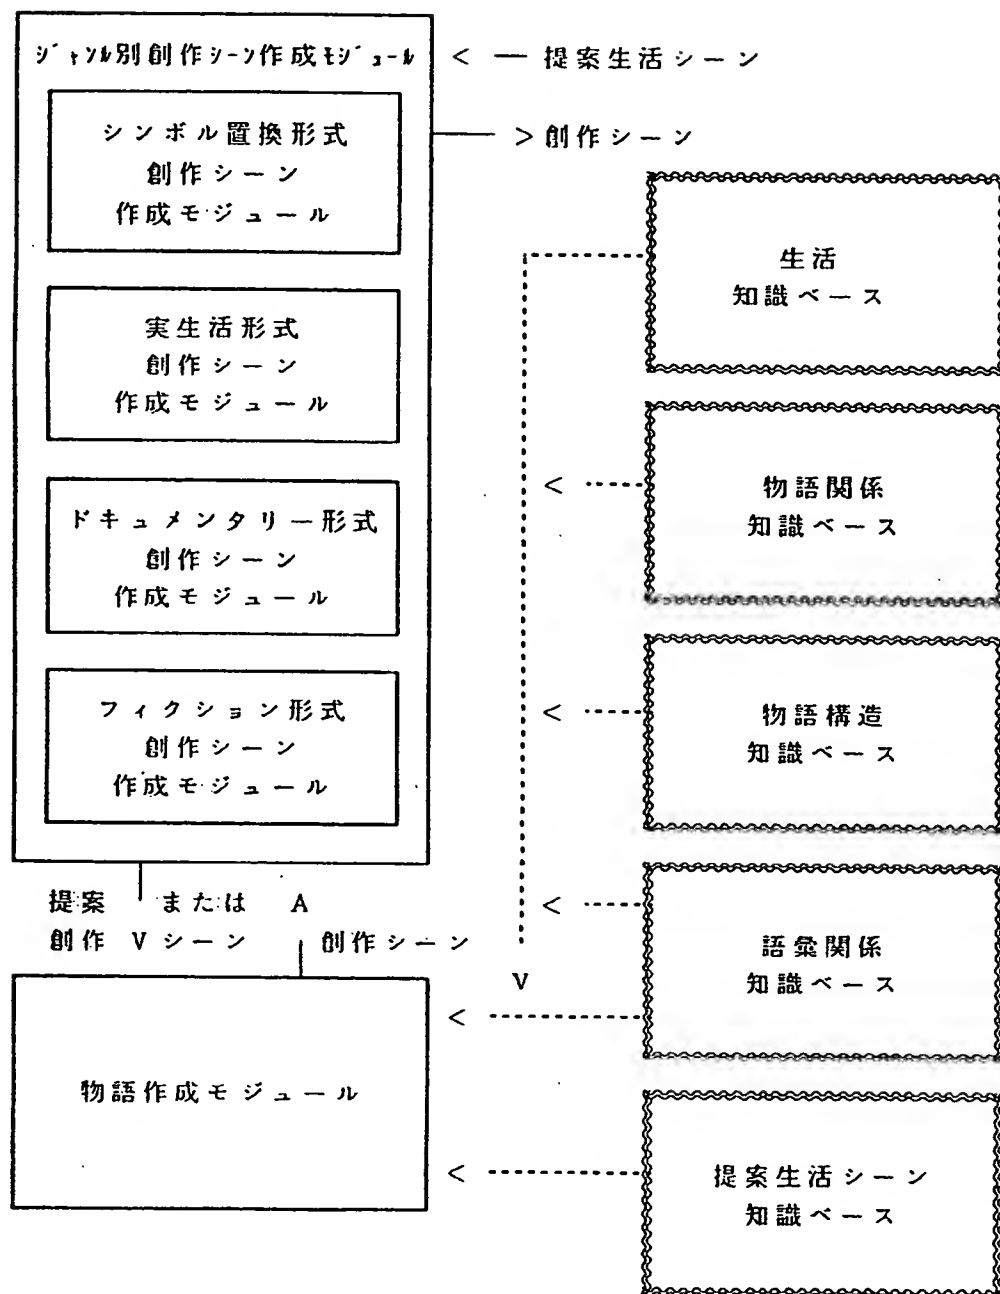 ジャンル別創作シーン作成モジュール
< ― 提案生活シーン
> 創作シーン
シンボル置換形式
創作シーン
作成モジュール
実生活形式
創作シーン
作成モジュール
ドキュメンタリー形式
創作シーン
作成モジュール
フィクション形式
創作シーン
作成モジュール
提案 または A
創作 V シーン 創作シーン
物語作成モジュール
生活
知識ベース
<
物語関係
知識ベース
<
物語構造
知識ベース
<
語彙関係
知識ベース
V
<
<
提案生活シーン
知識ベース